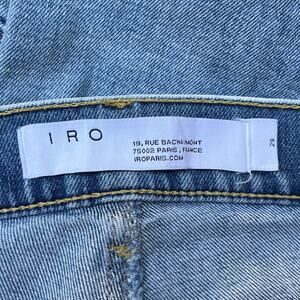 IRO
19, RUE BACHAUMONT
75002 PARIS, FRANCE
IROPARIS.COM
29